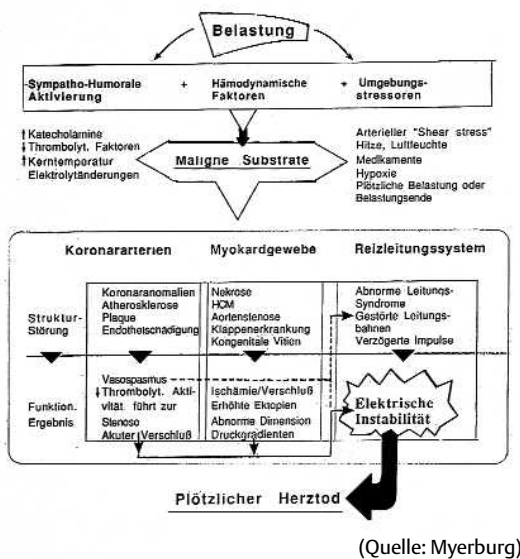 Belastung
-Sympatho-Humorale + Hämodynamische + Umgebungs-
Aktivierung Faktoren stressoren
↑ Katecholamine
↓ Thrombolyt. Faktoren
↑ Kerntemperatur
Elektrolytänderungen
Maligne Substrate
Arterieller "Shear stress"
Hitze, Luftfeuchte
Medikamente
Hypoxie
Plötzliche Belastung oder
Belastungsende
Koronararterien Myokardgewebe Reizleitungssystem
Struktur-
Störung
Koronaranomalien
Atherosklerose
Plaque
Endothelschädigung
Nekrose
HCM
Aortenstenose
Klappenerkrankung
Kongenitale Vitien
Abnorme Leitungs-
Syndrome
Gestörte Leitungs-
bahnen
Verzögerte Impulse
Funktion.
Ergebnis
Vasospasmus
↓ Thrombolyt. Akti-
vität führt zur
Stenose
Akuter Verschluß
Ischämie/Verschluß
Erhöhte Ektopien
Abnorme Dimension
Druckgradienten
Elektrische
Instabilität
Plötzlicher Herztod
(Quelle: Myerburg)